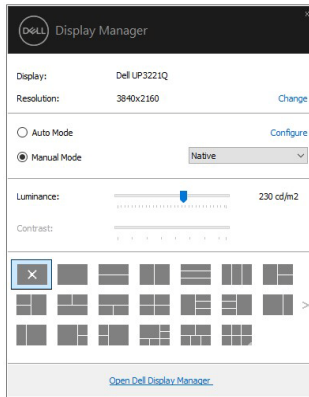 DELL Display Manager
Display: Dell UP3221Q
Resolution: 3840x2160 Change
Auto Mode Configure
Manual Mode Native
Luminance: 230 cd/m2
Contrast:
Open Dell Display Manager